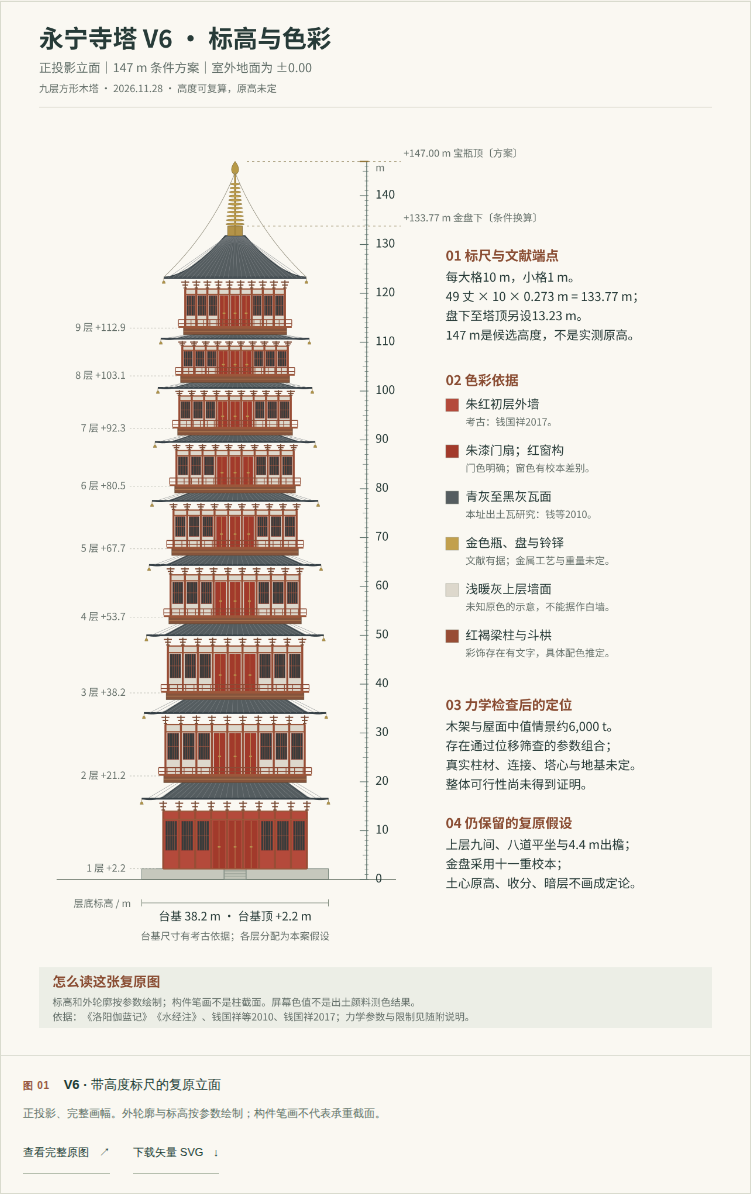 永宁寺塔 V6 · 标高与色彩
正投影立面｜147 m 条件方案｜室外地面为 ±0.00
九层方形木塔 · 2026.11.28 · 高度可复算，原高未定
+147.00 m 宝瓶顶〔方案〕
m
140
+133.77 m 金盘下〔条件换算〕
130
120
110
100
90
80
70
60
50
40
30
20
10
0
9 层 +112.9
8 层 +103.1
7 层 +92.3
6 层 +80.5
5 层 +67.7
4 层 +53.7
3 层 +38.2
2 层 +21.2
1 层 +2.2
层底标高 / m
台基 38.2 m · 台基顶 +2.2 m
台基尺寸有考古依据；各层分配为本案假设
01 标尺与文献端点
每大格10 m，小格1 m。
49 丈 × 10 × 0.273 m = 133.77 m；
盘下至塔顶另设13.23 m。
147 m是候选高度，不是实测原高。
02 色彩依据
朱红初层外墙
考古：钱国祥2017。
朱漆门扇；红窗构
门色明确；窗色有校本差别。
青灰至黑灰瓦面
本址出土瓦研究：钱等2010。
金色瓶、盘与铃铎
文献有据；金属工艺与重量未定。
浅暖灰上层墙面
未知原色的示意，不能据作白墙。
红褐梁柱与斗栱
彩饰存在有文字，具体配色推定。
03 力学检查后的定位
木架与屋面中值情景约6,000 t。
存在通过位移筛查的参数组合；
真实柱材、连接、塔心与地基未定。
整体可行性尚未得到证明。
04 仍保留的复原假设
上层九间、八道平坐与4.4 m出檐；
金盘采用十一重校本；
土心原高、收分、暗层不画成定论。
怎么读这张复原图
标高和外轮廓按参数绘制；构件笔画不是柱截面。屏幕色值不是出土颜料测色结果。
依据：《洛阳伽蓝记》《水经注》、钱国祥等2010、钱国祥2017；力学参数与限制见随附说明。
图 01 V6 · 带高度标尺的复原立面
正投影、完整画幅。外轮廓与标高按参数绘制；构件笔画不代表承重截面。
查看完整原图 ↗ 下载矢量 SVG ↓